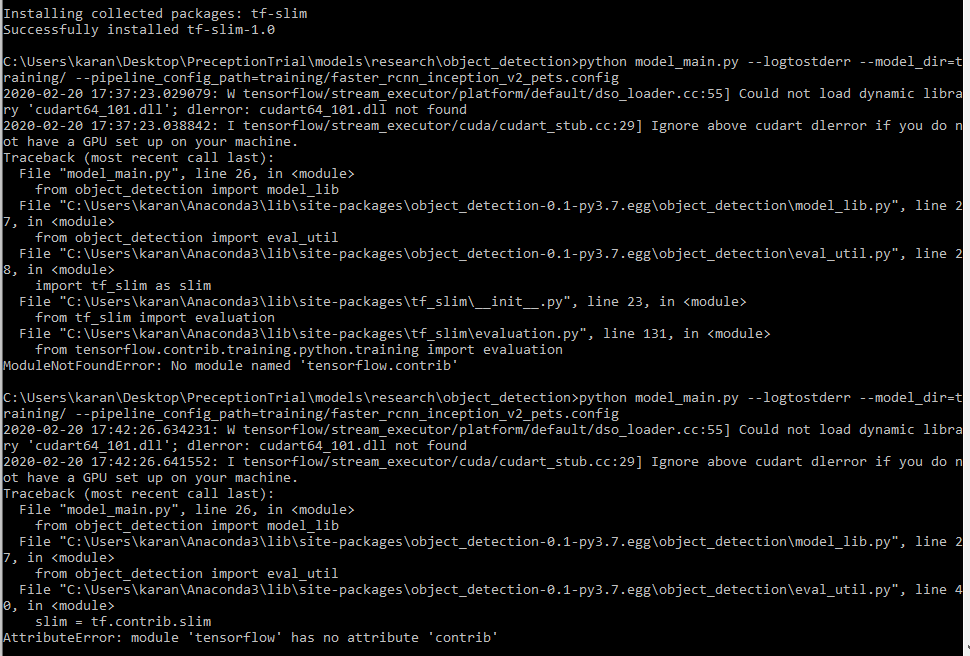 Installing collected packages: tf-slim
Successfully installed tf-slim-1.0
C:\Users\karan\Desktop\PreceptionTrial\models\research\object_detection>python model_main.py --logtostderr --model_dir=t
raining/ --pipeline_config_path=training/faster_rcnn_inception_v2_pets.config
2020-02-20 17:37:23.029079: W tensorflow/stream_executor/platform/default/dso_loader.cc:55] Could not load dynamic libra
ry 'cudart64_101.dll'; dlerror: cudart64_101.dll not found
2020-02-20 17:37:23.038842: I tensorflow/stream_executor/cuda/cudart_stub.cc:29] Ignore above cudart dlerror if you do n
ot have a GPU set up on your machine.
Traceback (most recent call last):
  File "model_main.py", line 26, in <module>
    from object_detection import model_lib
  File "C:\Users\karan\Anaconda3\lib\site-packages\object_detection-0.1-py3.7.egg\object_detection\model_lib.py", line 2
7, in <module>
    from object_detection import eval_util
  File "C:\Users\karan\Anaconda3\lib\site-packages\object_detection-0.1-py3.7.egg\object_detection\eval_util.py", line 2
8, in <module>
    import tf_slim as slim
  File "C:\Users\karan\Anaconda3\lib\site-packages\tf_slim\__init__.py", line 23, in <module>
    from tf_slim import evaluation
  File "C:\Users\karan\Anaconda3\lib\site-packages\tf_slim\evaluation.py", line 131, in <module>
    from tensorflow.contrib.training.python.training import evaluation
ModuleNotFoundError: No module named 'tensorflow.contrib'
C:\Users\karan\Desktop\PreceptionTrial\models\research\object_detection>python model_main.py --logtostderr --model_dir=t
raining/ --pipeline_config_path=training/faster_rcnn_inception_v2_pets.config
2020-02-20 17:42:26.634231: W tensorflow/stream_executor/platform/default/dso_loader.cc:55] Could not load dynamic libra
ry 'cudart64_101.dll'; dlerror: cudart64_101.dll not found
2020-02-20 17:42:26.641552: I tensorflow/stream_executor/cuda/cudart_stub.cc:29] Ignore above cudart dlerror if you do n
ot have a GPU set up on your machine.
Traceback (most recent call last):
  File "model_main.py", line 26, in <module>
    from object_detection import model_lib
  File "C:\Users\karan\Anaconda3\lib\site-packages\object_detection-0.1-py3.7.egg\object_detection\model_lib.py", line 2
7, in <module>
    from object_detection import eval_util
  File "C:\Users\karan\Anaconda3\lib\site-packages\object_detection-0.1-py3.7.egg\object_detection\eval_util.py", line 4
0, in <module>
    slim = tf.contrib.slim
AttributeError: module 'tensorflow' has no attribute 'contrib'